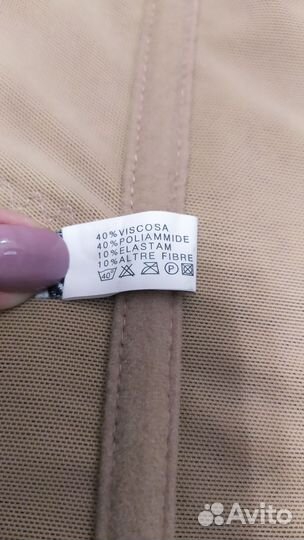 40% VISCOSA
40% POLIAMMIDE
10% ELASTAM
10% ALTRE FIBRE
40° P
Avito